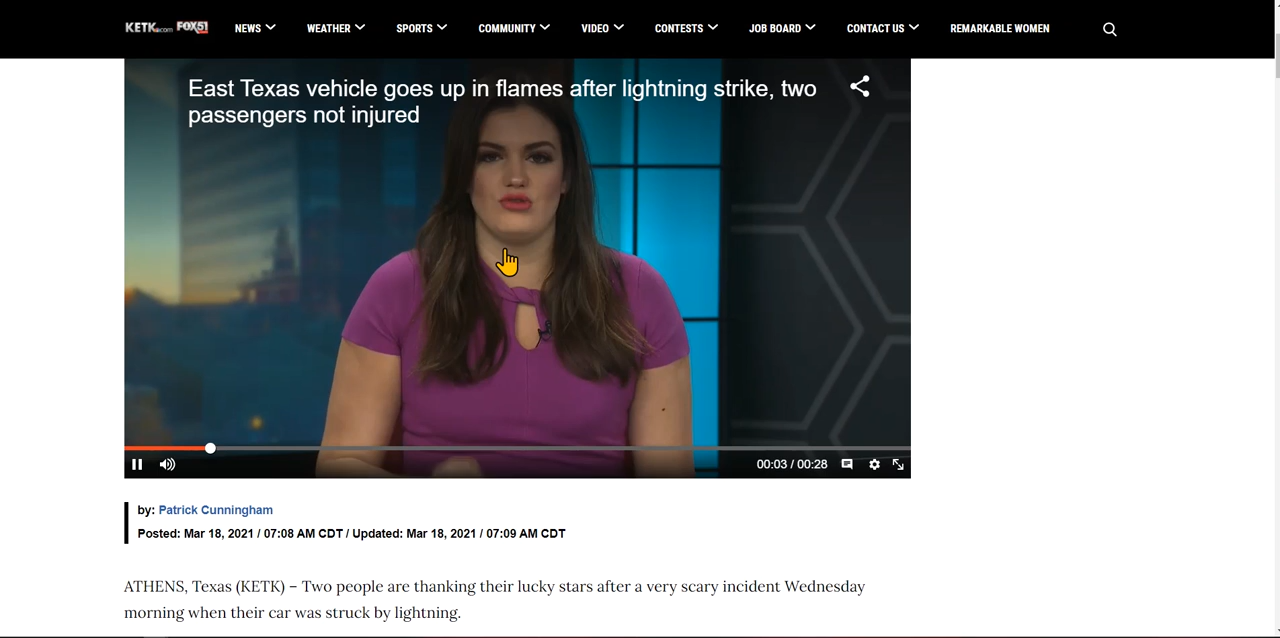 KETK.com FOX51 NEWS WEATHER SPORTS COMMUNITY VIDEO CONTESTS JOB BOARD CONTACT US REMARKABLE WOMEN
East Texas vehicle goes up in flames after lightning strike, two
passengers not injured
00:03 / 00:28
by: Patrick Cunningham
Posted: Mar 18, 2021 / 07:08 AM CDT / Updated: Mar 18, 2021 / 07:09 AM CDT
ATHENS, Texas (KETK) – Two people are thanking their lucky stars after a very scary incident Wednesday
morning when their car was struck by lightning.